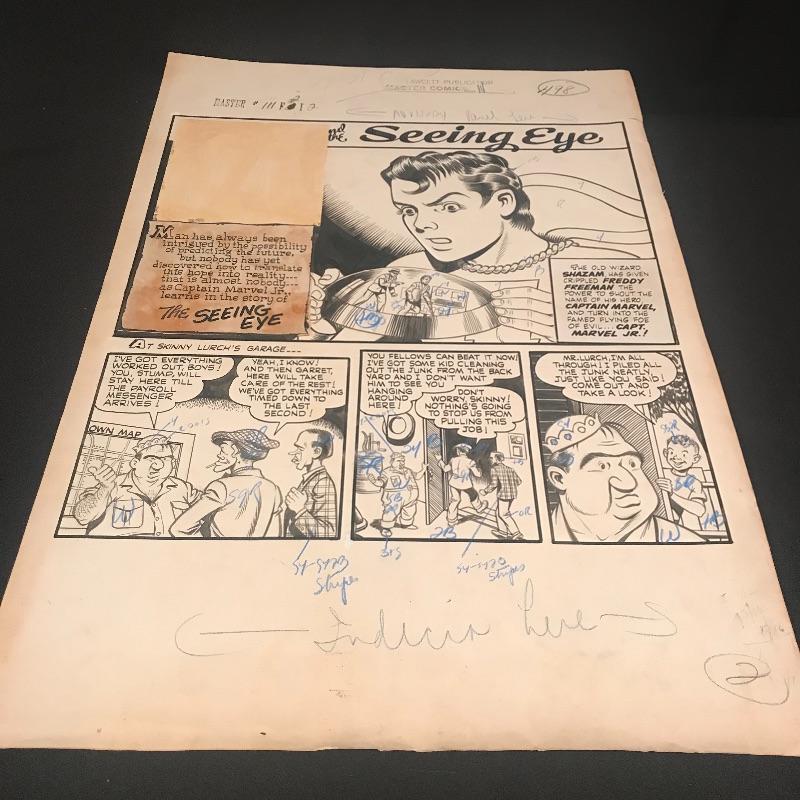 FAWCETT PUBLICATION
MASTER COMICS
498
MASTER # 111
and the Seeing Eye
Man has always been
intrigued by the possibility
of predicting the future,
but nobody has yet
discovered how to translate
this hope into reality---
that is almost nobody---
as Captain Marvel Jr.
learns in the story of
THE SEEING
EYE
THE OLD WIZARD
SHAZAM HAS GIVEN
CRIPPLED FREDDY
FREEMAN THE
POWER TO SHOUT THE
NAME OF HIS HERO,
CAPTAIN MARVEL,
AND TURN INTO THE
FAMED FLYING FOE
OF EVIL... CAPT.
MARVEL JR.!
AT SKINNY LURCH'S GARAGE---
I'VE GOT EVERYTHING
WORKED OUT, BOYS!
YOU, STUMP, WILL
STAY HERE TILL
THE PAYROLL
MESSENGER
ARRIVES!
YEAH, I KNOW!
AND THEN GARRET,
HERE WILL TAKE
CARE OF THE REST!
WE'VE GOT EVERYTHING
TIMED DOWN TO
THE LAST
SECOND!
OWN MAP
YOU FELLOWS CAN BEAT IT NOW!
I'VE GOT SOME KID CLEANING
OUT THE JUNK FROM THE BACK
YARD AND I DON'T WANT
HIM TO SEE YOU
HANGING
AROUND
HERE!
DON'T
WORRY, SKINNY!
NOTHING'S GOING
TO STOP US FROM
PULLING THIS
JOB!
MR. LURCH, I'M ALL
THROUGH! I PILED ALL
THE JUNK NEATLY,
JUST LIKE YOU SAID!
COME OUT AND
TAKE A LOOK!
Stripes
Stripes
Indicia here
2